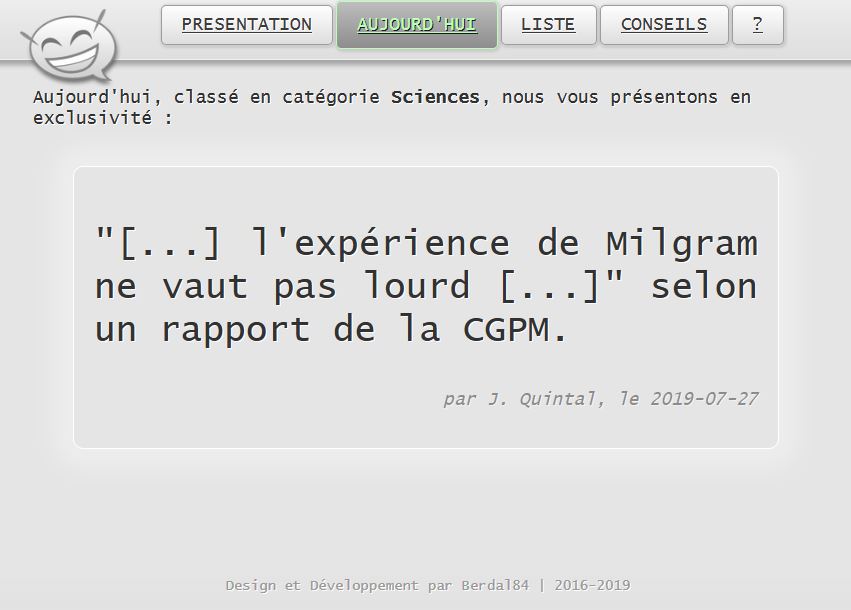 PRESENTATION AUJOURD'HUI LISTE CONSEILS ?
Aujourd'hui, classé en catégorie Sciences, nous vous présentons en
exclusivité :
"[...] l'expérience de Milgram
ne vaut pas lourd [...]" selon
un rapport de la CGPM.
par J. Quintal, le 2019-07-27
Design et Développement par Berdal84 | 2016-2019